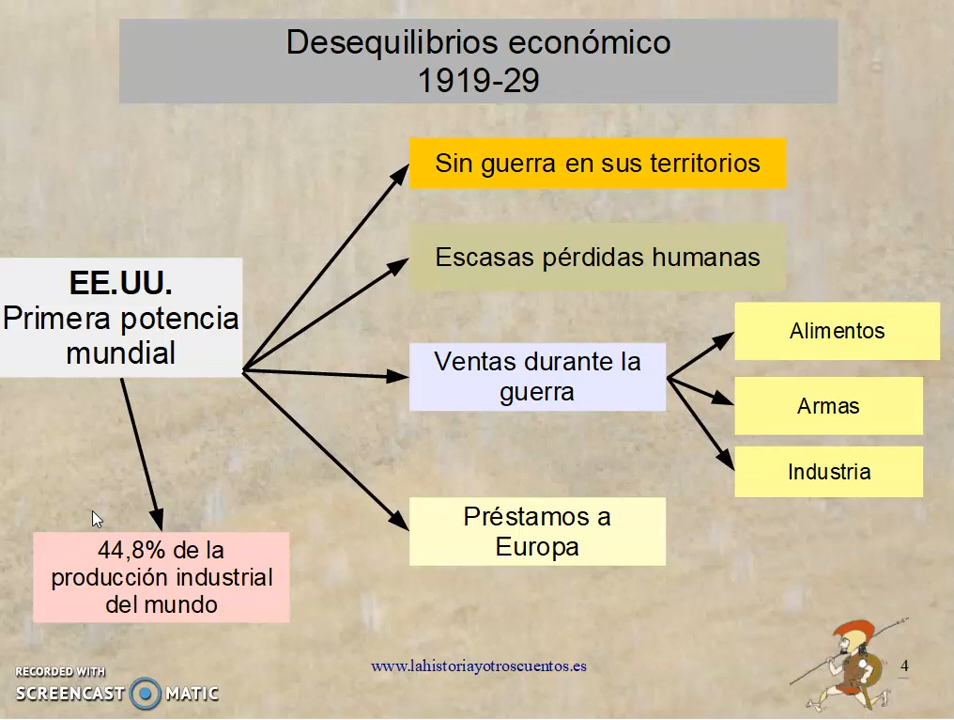 Desequilibrios económico
1919-29
Sin guerra en sus territorios
Escasas pérdidas humanas
EE.UU.
Primera potencia
mundial
Ventas durante la
guerra
Alimentos
Armas
Industria
Préstamos a
Europa
44,8% de la
producción industrial
del mundo
www.lahistoriayotroscuentos.es
4
RECORDED WITH
SCREENCAST MATIC